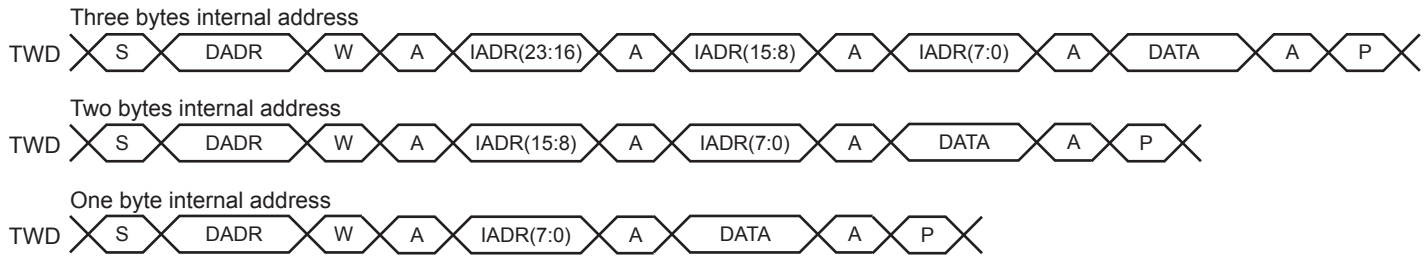 Three bytes internal address
TWD S DADR W A IADR(23:16) A IADR(15:8) A IADR(7:0) A DATA A P
Two bytes internal address
TWD S DADR W A IADR(15:8) A IADR(7:0) A DATA A P
One byte internal address
TWD S DADR W A IADR(7:0) A DATA A P